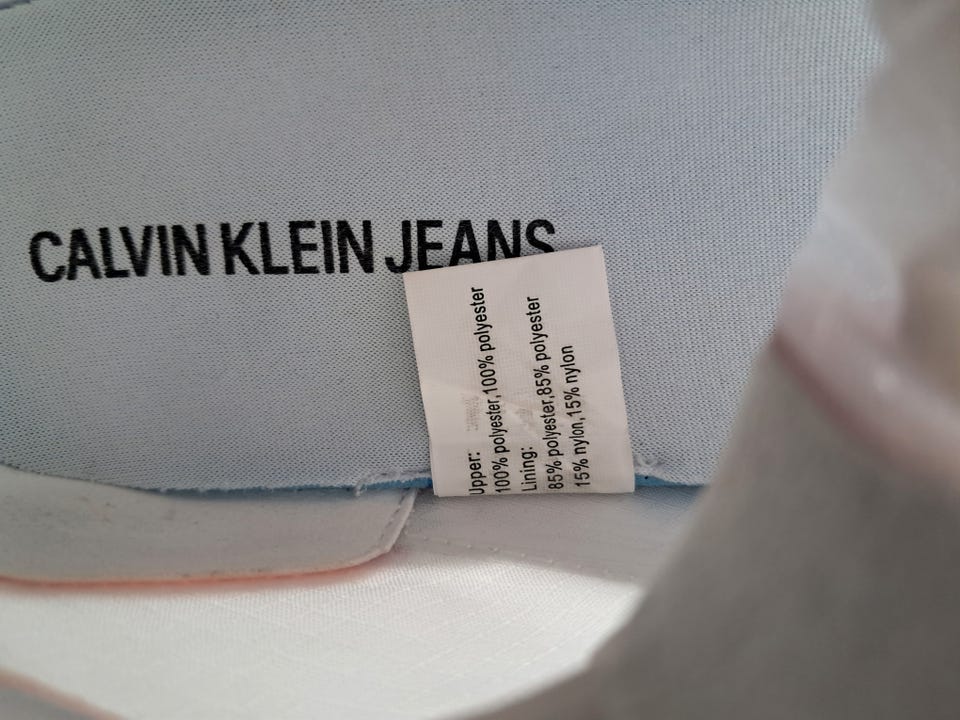 CALVIN KLEIN JEANS
Upper:
100% polyester,100% polyester
Lining:
85% polyester,85% polyester
15% nylon,15% nylon